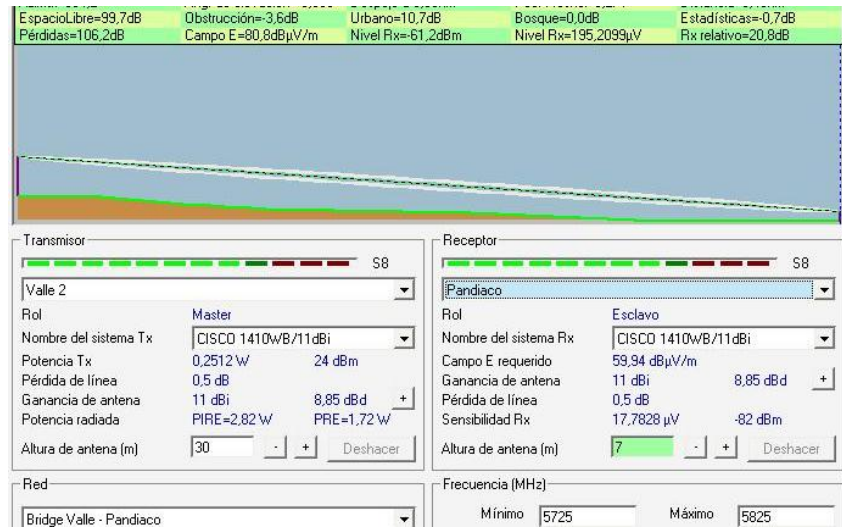 EspacioLibre=99,7dB Obstrucción=-3,6dB Urbano=10,7dB Bosque=0,0dB Estadísticas=-0,7dB
Pérdidas=106,2dB Campo E=80,8dBµV/m Nivel Rx=-61,2dBm Nivel Rx=195,2099µV Rx relativo=20,8dB
Transmisor
S8
Valle 2
Rol Master
Nombre del sistema Tx CISCO 1410WB/11dBi
Potencia Tx 0,2512 W 24 dBm
Pérdida de línea 0,5 dB
Ganancia de antena 11 dBi 8,85 dBd +
Potencia radiada PIRE=2,82 W PRE=1,72 W
Altura de antena (m) 30 - + Deshacer
Red
Bridge Valle - Pandiaco
Receptor
S8
Pandiaco
Rol Esclavo
Nombre del sistema Rx CISCO 1410WB/11dBi
Campo E requerido 59,94 dBµV/m
Ganancia de antena 11 dBi 8,85 dBd +
Pérdida de línea 0,5 dB
Sensibilidad Rx 17,7828 µV -82 dBm
Altura de antena (m) 7 - + Deshacer
Frecuencia (MHz)
Mínimo 5725 Máximo 5825